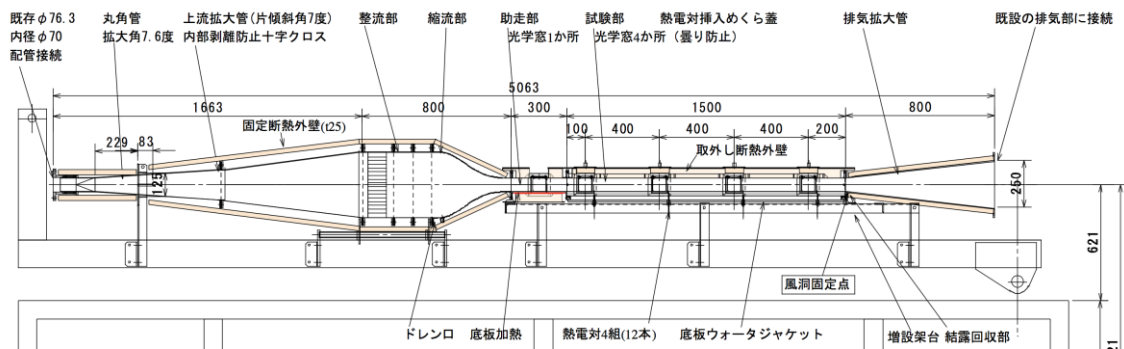 既存φ76.3
内径φ70
配管接続
丸角管
拡大角7.6度
上流拡大管(片傾斜角7度)
内部剥離防止十字クロス
整流部
縮流部
助走部
光学窓1か所
試験部
光学窓4か所（曇り防止）
熱電対挿入めくら蓋
排気拡大管
既設の排気部に接続
5063
1663
800
300
1500
800
固定断熱外壁(t25)
229
83
100
400
400
400
200
取外し断熱外壁
125
250
621
風洞固定点
ドレン口
底板加熱
熱電対4組(12本)
底板ウォータジャケット
増設架台
結露回収部